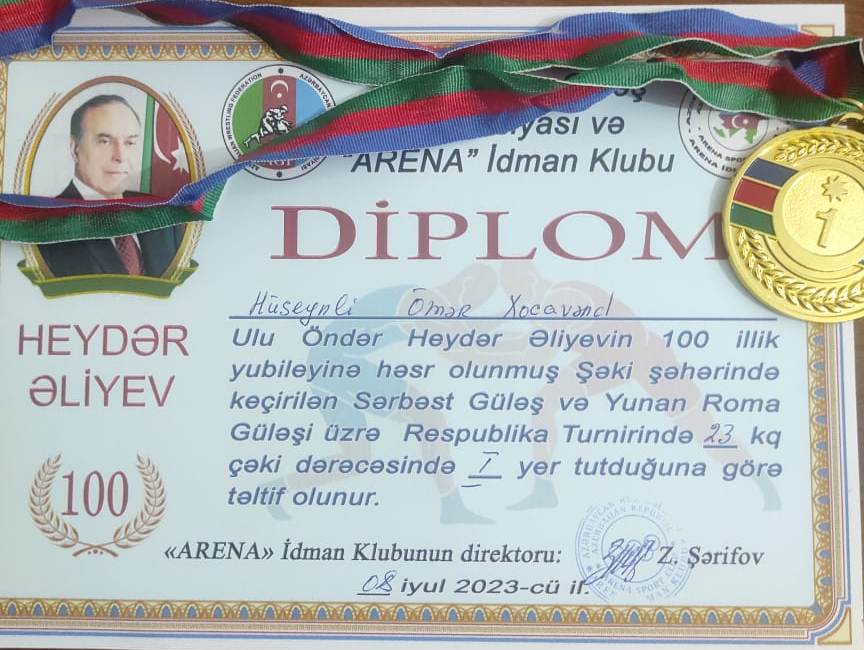 yası və
"ARENA" İdman Klubu
DİPLOM
1
Hüseynli Ömər Xocavənd
HEYDƏR
ƏLİYEV
100
Ulu Öndər Heydər Əliyevin 100 illik
yubileyinə həsr olunmuş Şəki şəhərində
keçirilən Sərbəst Güləş və Yunan Roma
Güləşi üzrə Respublika Turnirində 23 kq
çəki dərəcəsində I yer tutduğuna görə
təltif olunur.
«ARENA» İdman Klubunun direktoru: Z. Şərifov
08 iyul 2023-cü il.